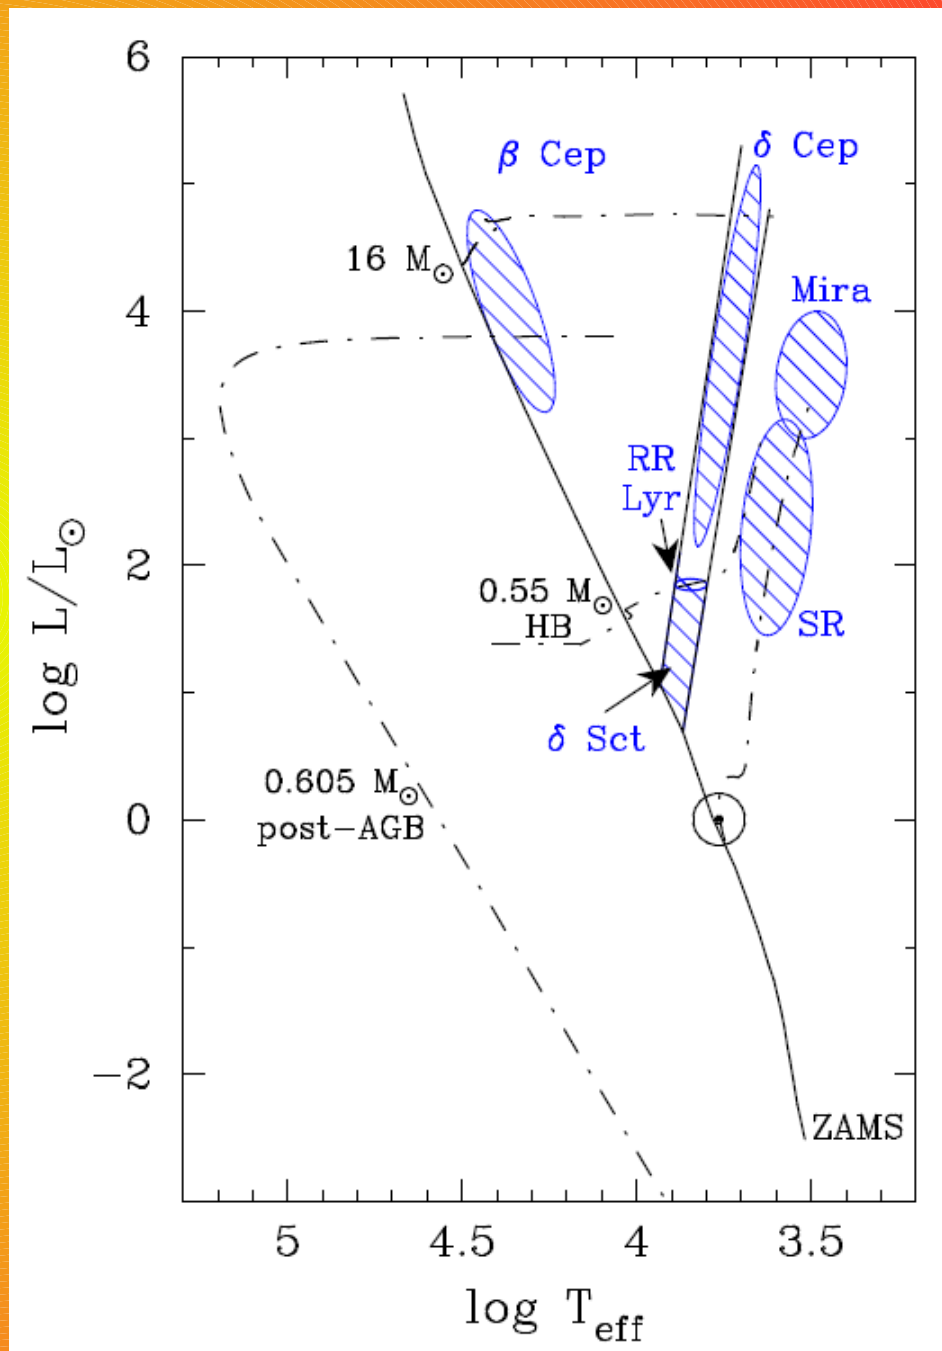 6
β Cep
δ Cep
16 M☉
Mira
4
RR
Lyr
2
0.55 M☉
HB
SR
δ Sct
0.605 M☉
post-AGB
0
-2
ZAMS
5
4.5
4
3.5
log T_eff
log L/L☉